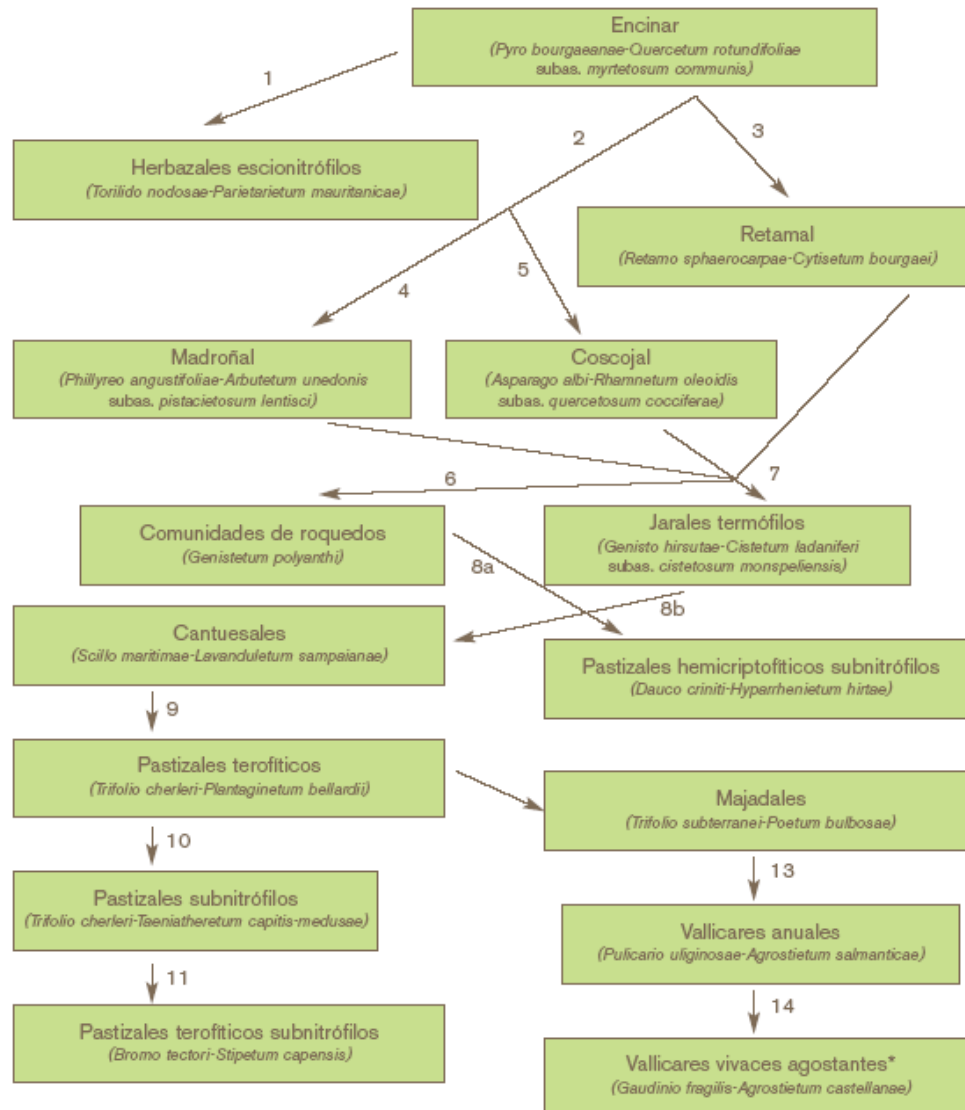 Encinar
(Pyro bourgaeanae-Quercetum rotundifoliae
subas. myrtetosum communis)
1
2
3
Herbazales escionitrófilos
(Torilido nodosae-Parietarietum mauritanicae)
Retamal
(Retamo sphaerocarpae-Cytisetum bourgaei)
4
5
Madroñal
(Phillyreo angustifoliae-Arbutetum unedonis
subas. pistacietosum lentisci)
Coscojal
(Asparago albi-Rhamnetum oleoidis
subas. quercetosum cocciferae)
6
7
Comunidades de roquedos
(Genistetum polyanthi)
Jarales termófilos
(Genisto hirsutae-Cistetum ladaniferi
subas. cistetosum monspeliensis)
8a
8b
Cantuesales
(Scillo maritimae-Lavanduletum sampaianae)
Pastizales hemicriptofíticos subnitrófilos
(Dauco criniti-Hyparrhenietum hirtae)
9
Pastizales terofíticos
(Trifolio cherleri-Plantaginetum bellardii)
Majadales
(Trifolio subterranei-Poetum bulbosae)
10
13
Pastizales subnitrófilos
(Trifolio cherleri-Taeniatheretum capitis-medusae)
Vallicares anuales
(Pulicario uliginosae-Agrostietum salmanticae)
11
14
Pastizales terofíticos subnitrófilos
(Bromo tectori-Stipetum capensis)
Vallicares vivaces agostantes*
(Gaudinio fragilis-Agrostietum castellanae)